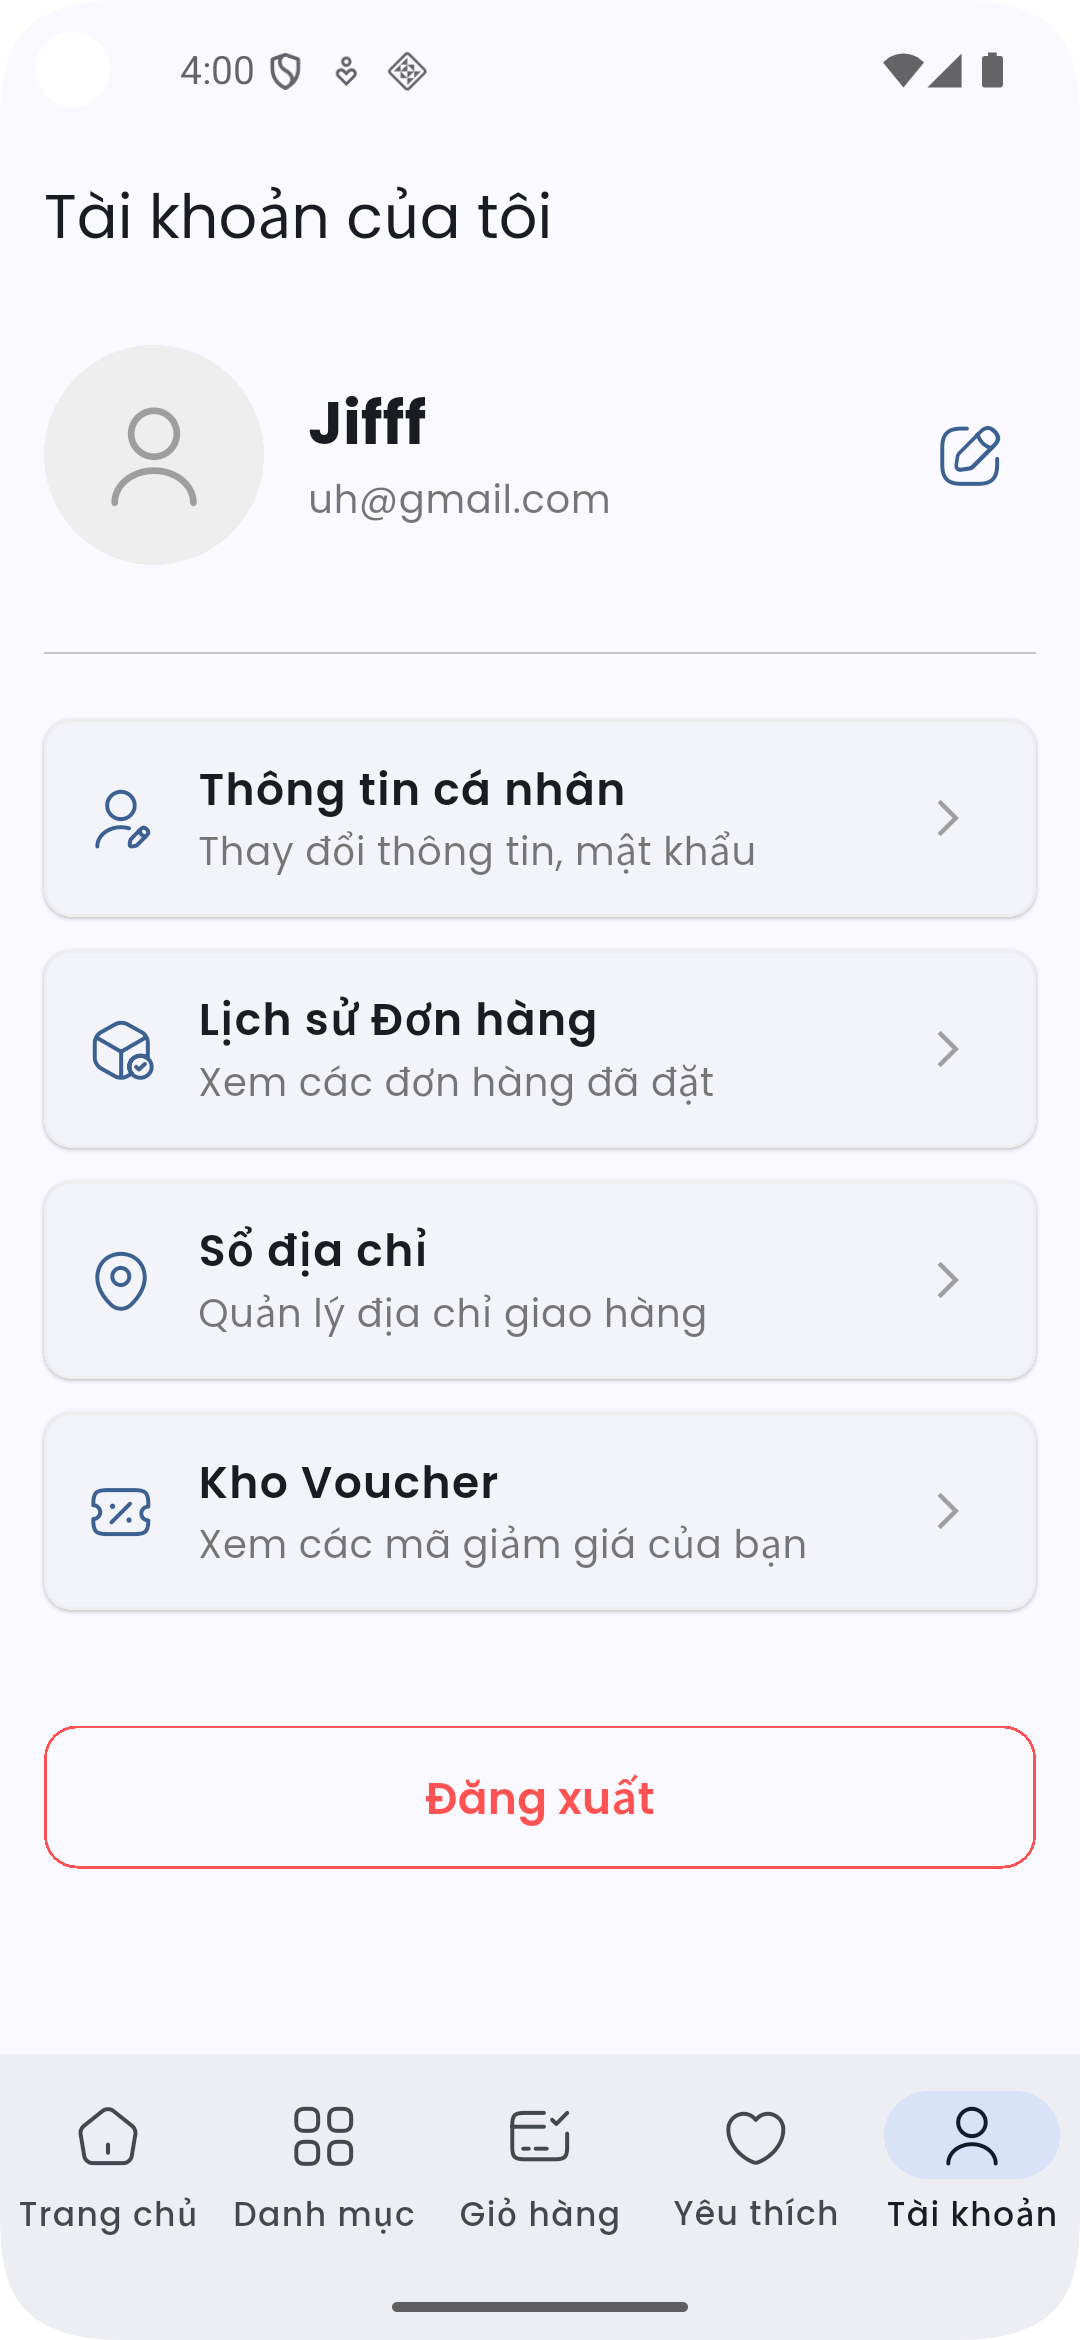 4:00
Tài khoản của tôi
Jifff
uh@gmail.com
Thông tin cá nhân
Thay đổi thông tin, mật khẩu
Lịch sử Đơn hàng
Xem các đơn hàng đã đặt
Sổ địa chỉ
Quản lý địa chỉ giao hàng
Kho Voucher
Xem các mã giảm giá của bạn
Đăng xuất
Trang chủ
Danh mục
Giỏ hàng
Yêu thích
Tài khoản